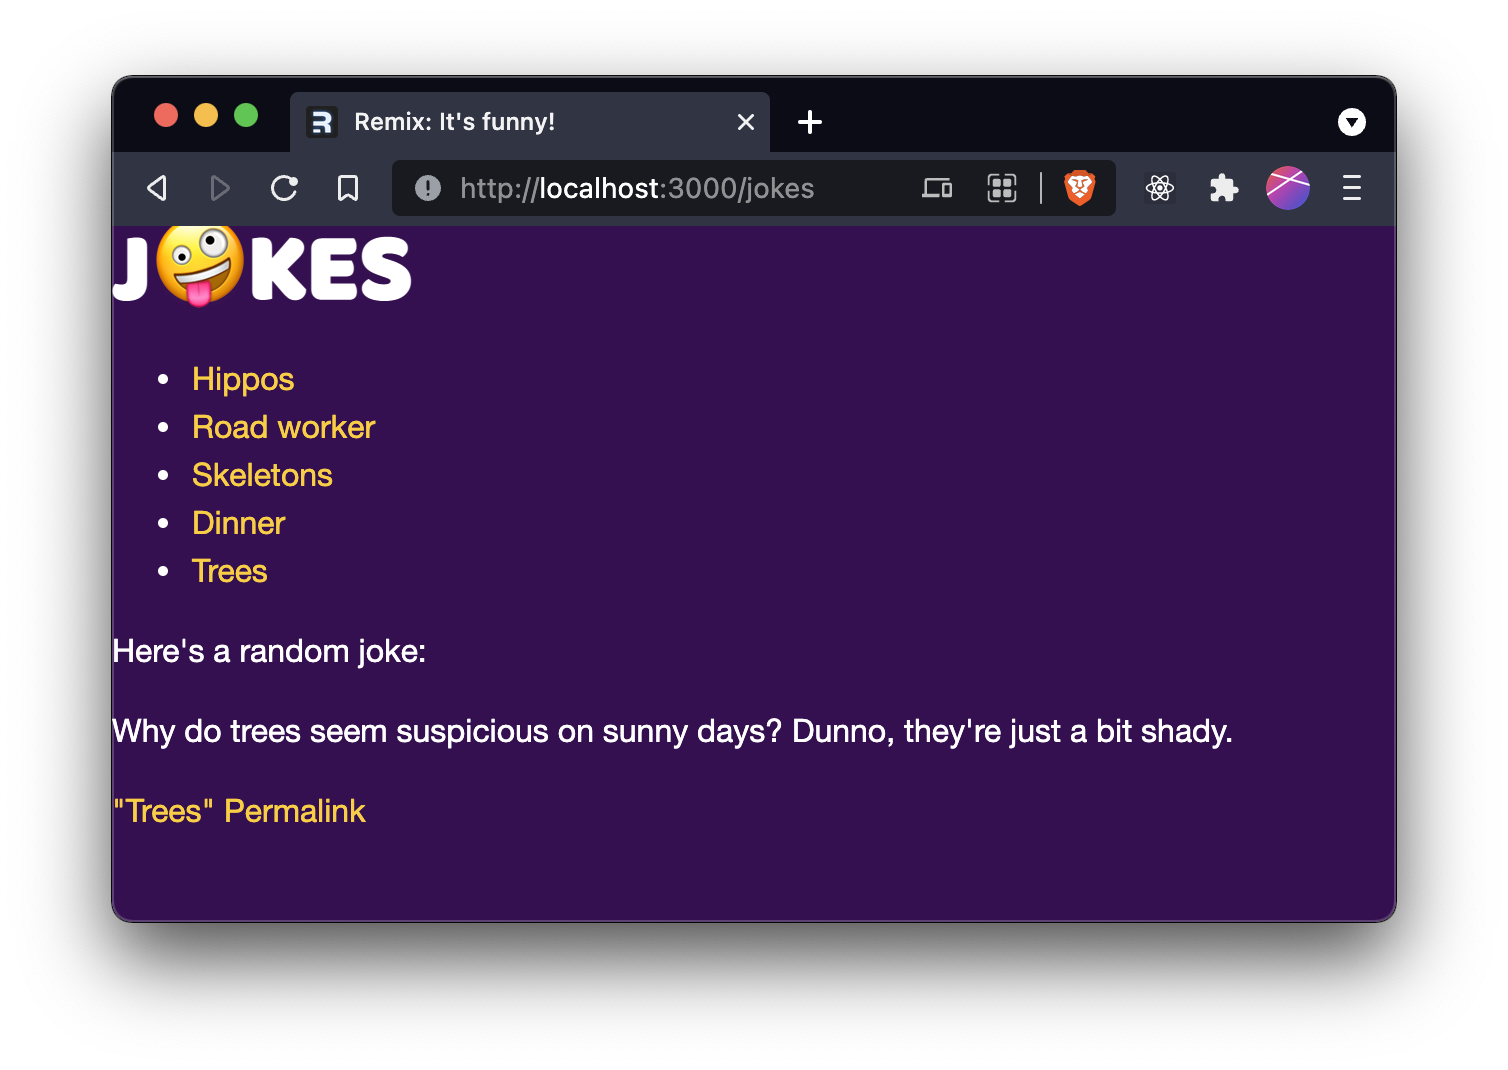 Remix: It's funny!
http://localhost:3000/jokes
J🤪KES
• Hippos
• Road worker
• Skeletons
• Dinner
• Trees
Here's a random joke:
Why do trees seem suspicious on sunny days? Dunno, they're just a bit shady.
"Trees" Permalink